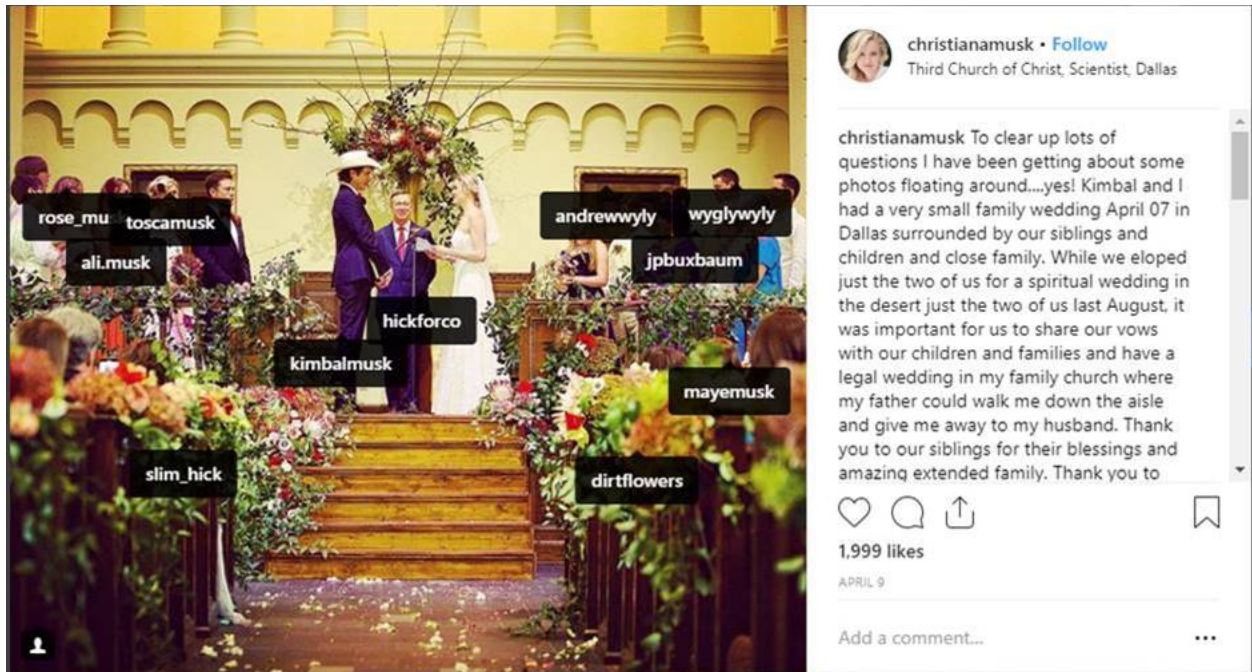 christianamusk • Follow
Third Church of Christ, Scientist, Dallas
christianamusk To clear up lots of
questions I have been getting about some
photos floating around....yes! Kimbal and I
had a very small family wedding April 07 in
Dallas surrounded by our siblings and
children and close family. While we eloped
just the two of us for a spiritual wedding in
the desert just the two of us last August, it
was important for us to share our vows
with our children and families and have a
legal wedding in my family church where
my father could walk me down the aisle
and give me away to my husband. Thank
you to our siblings for their blessings and
amazing extended family. Thank you to
1,999 likes
APRIL 9
Add a comment...
rose_mus
toscamusk
ali.musk
andrewwyly
wyglywyly
jpbuxbaum
hickforco
kimbalmusk
mayemusk
slim_hick
dirtflowers